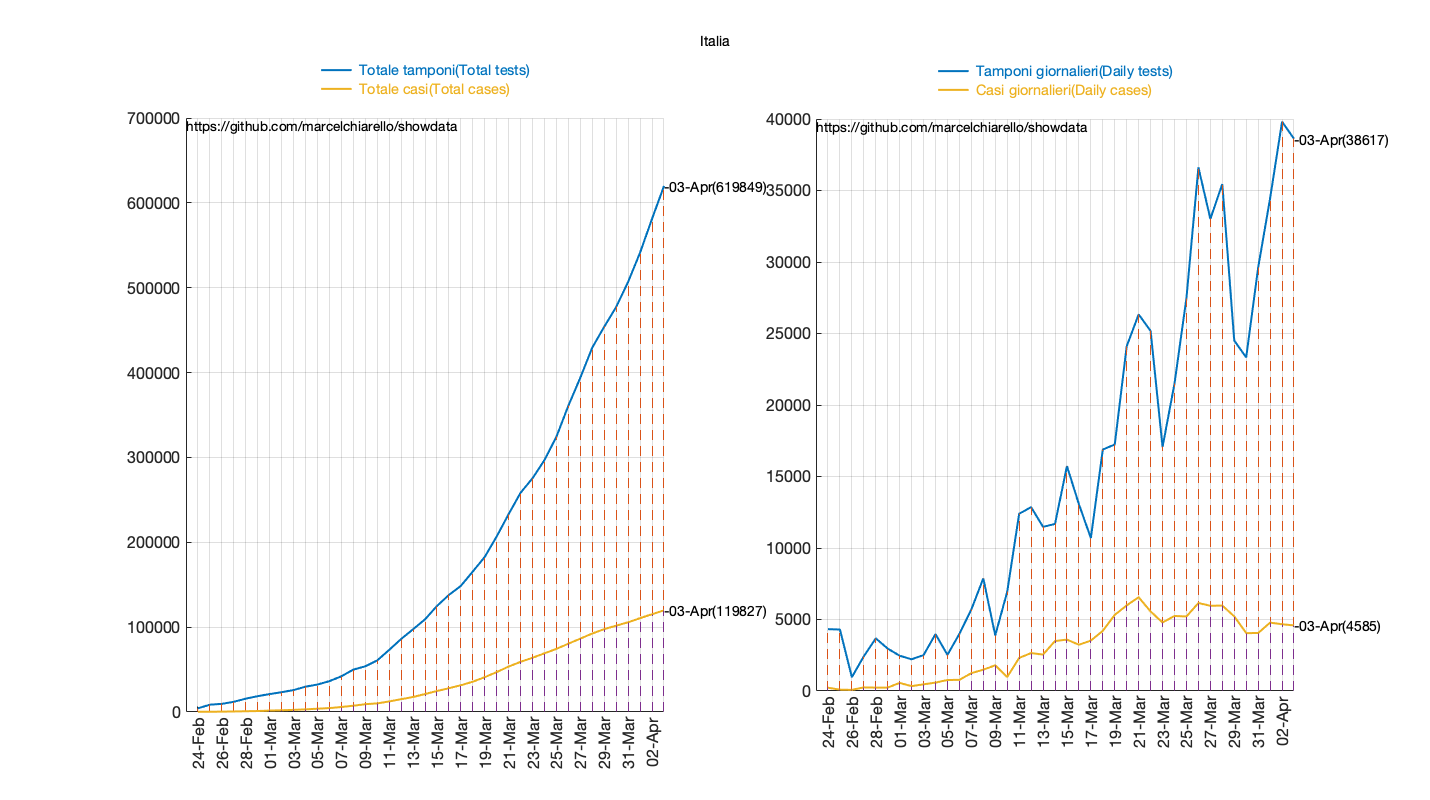 Italia
Totale tamponi(Total tests)
Totale casi(Total cases)
https://github.com/marcelchiarello/showdata
700000
600000
500000
400000
300000
200000
100000
0
-03-Apr(619849)
-03-Apr(119827)
24-Feb
26-Feb
28-Feb
01-Mar
03-Mar
05-Mar
07-Mar
09-Mar
11-Mar
13-Mar
15-Mar
17-Mar
19-Mar
21-Mar
23-Mar
25-Mar
27-Mar
29-Mar
31-Mar
02-Apr
Tamponi giornalieri(Daily tests)
Casi giornalieri(Daily cases)
https://github.com/marcelchiarello/showdata
40000
35000
30000
25000
20000
15000
10000
5000
0
-03-Apr(38617)
-03-Apr(4585)
24-Feb
26-Feb
28-Feb
01-Mar
03-Mar
05-Mar
07-Mar
09-Mar
11-Mar
13-Mar
15-Mar
17-Mar
19-Mar
21-Mar
23-Mar
25-Mar
27-Mar
29-Mar
31-Mar
02-Apr